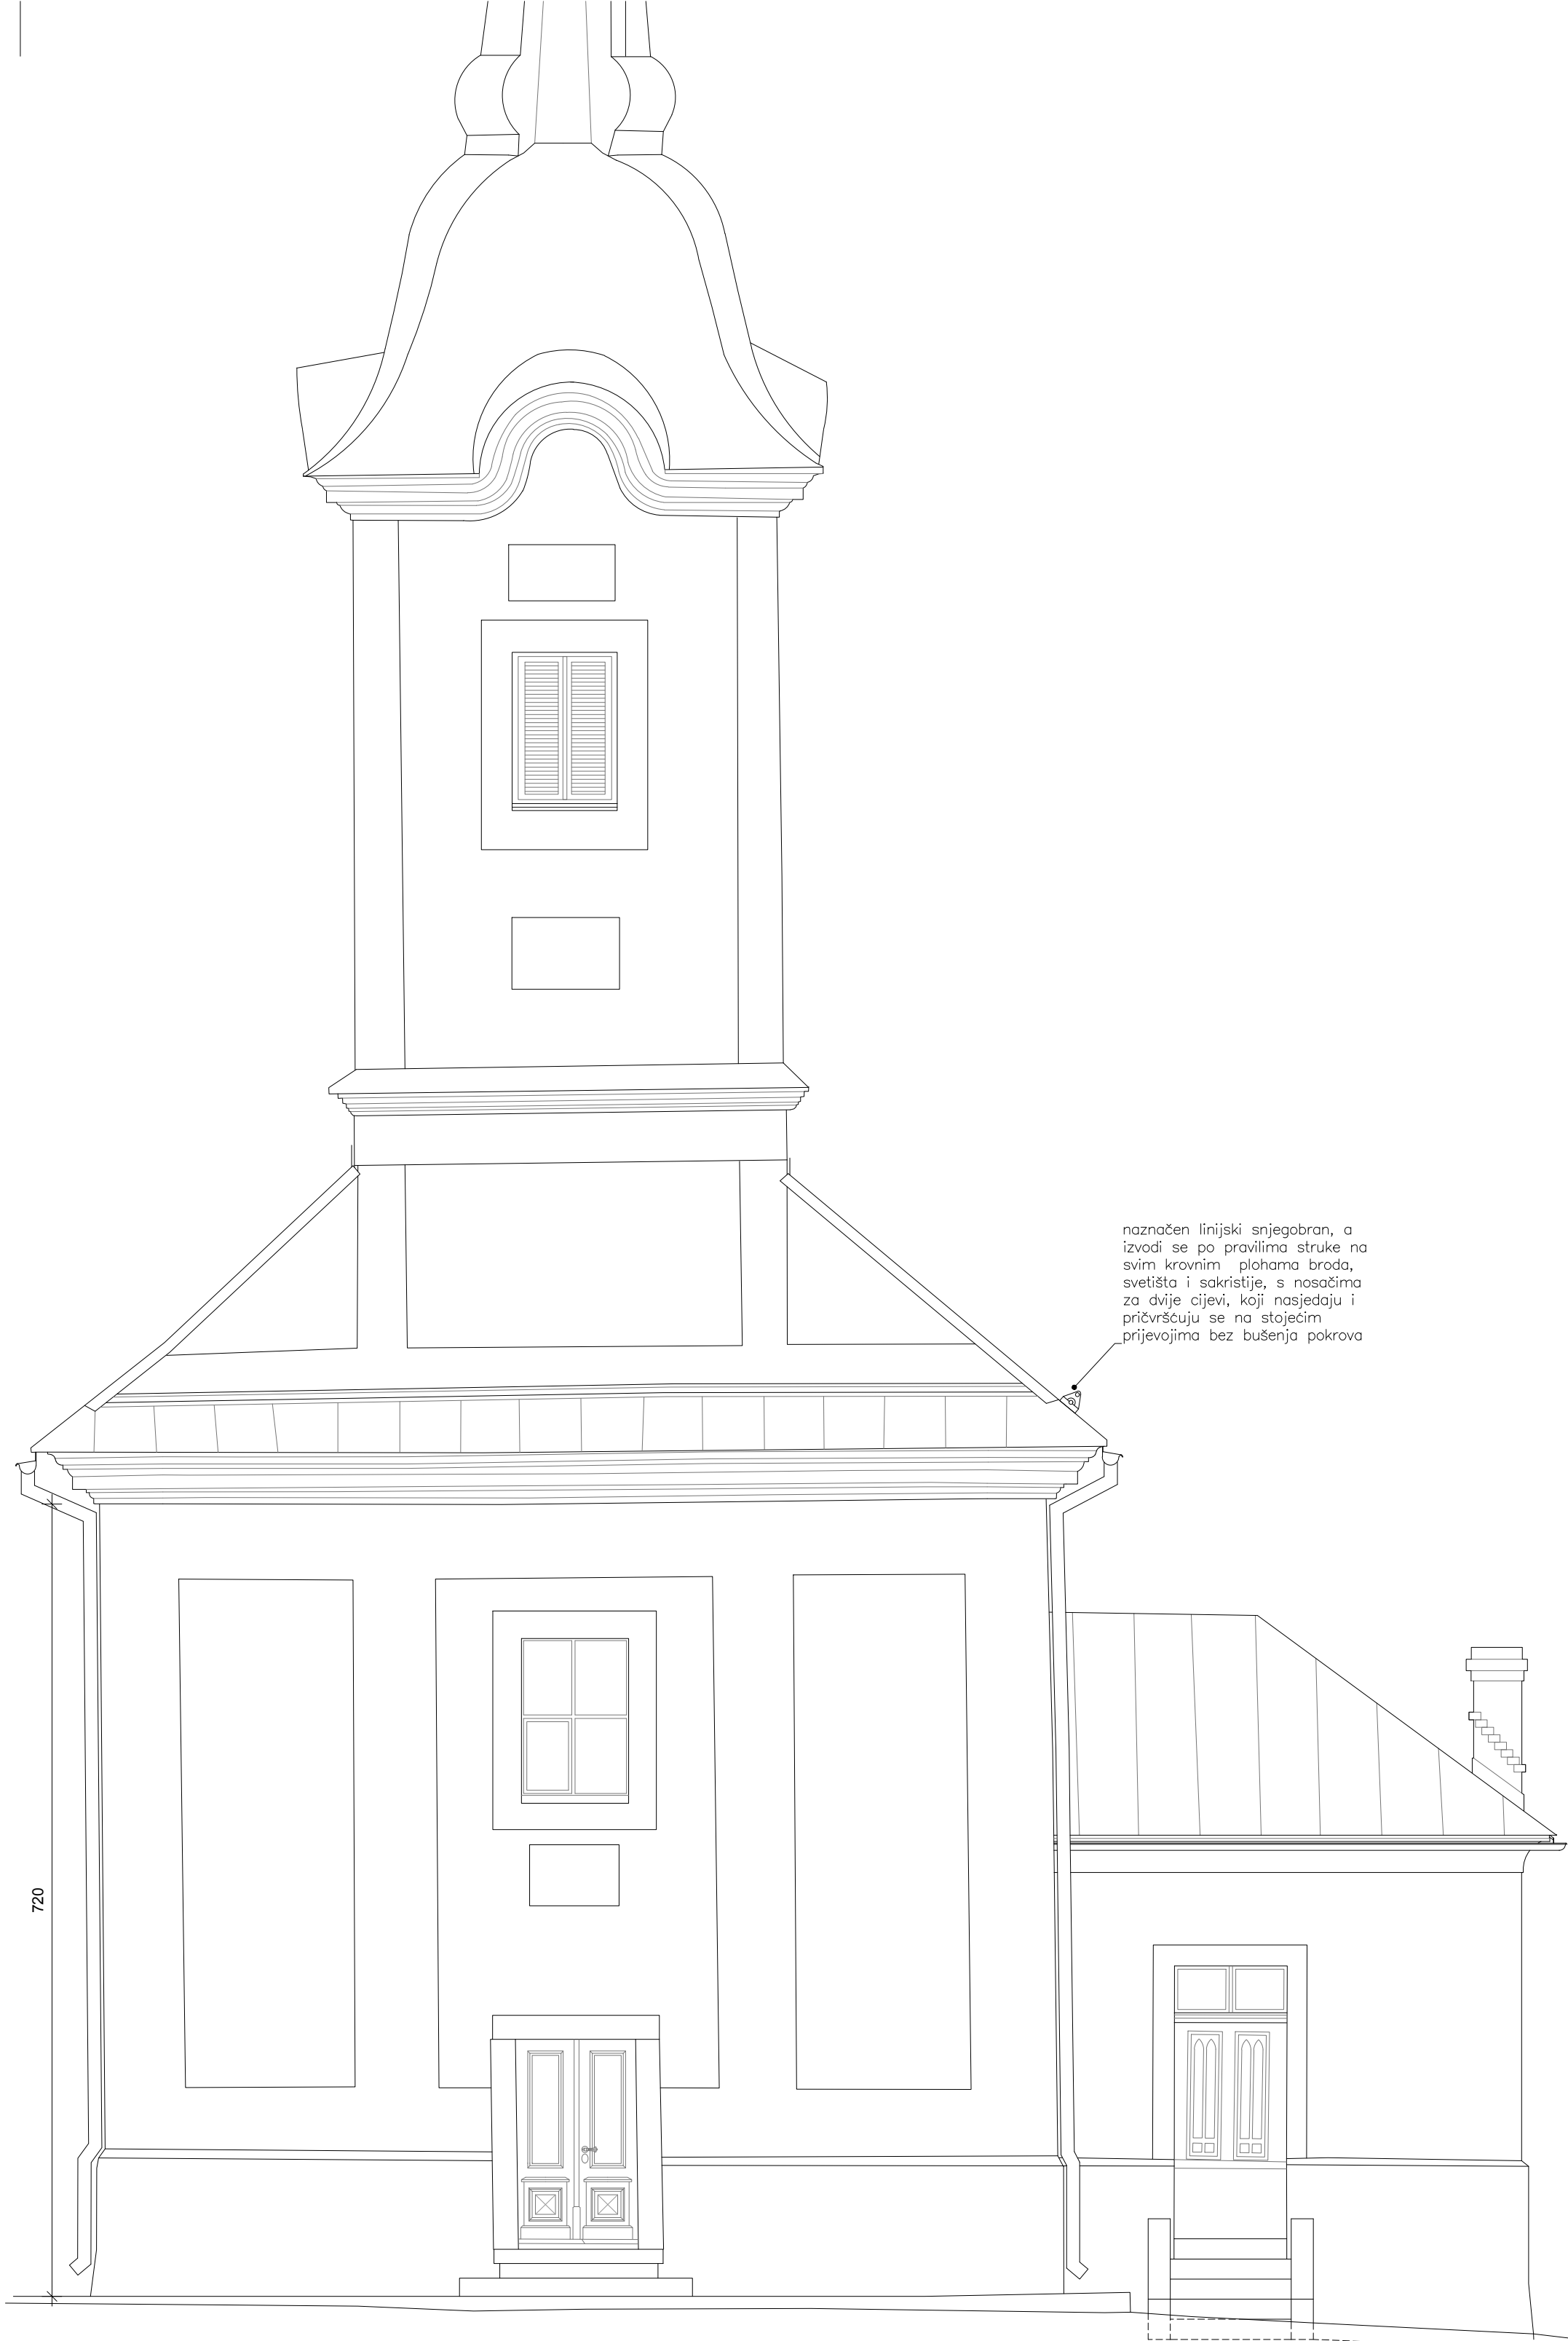 naznačen linijski snjegobran, a
izvodi se po pravilima struke na
svim krovnim plohama broda,
svetišta i sakristije, s nosačima
za dvije cijevi, koji nasjedaju i
pričvršćuju se na stojećim
prijevojima bez bušenja pokrova
720